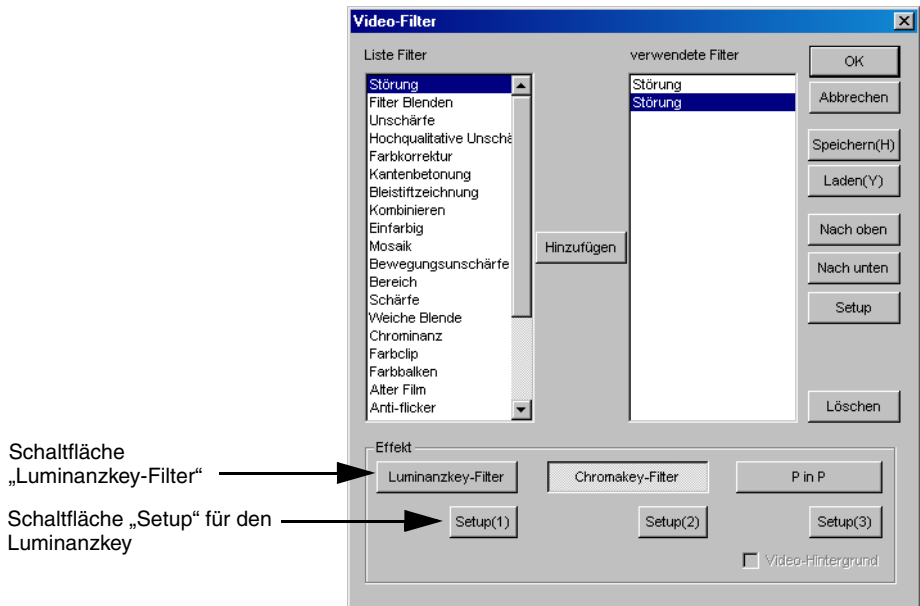 Video-Filter
Liste Filter
verwendete Filter
Störung
Filter Blenden
Unschärfe
Hochqualitative Unschä
Farbkorrektur
Kantenbetonung
Bleistiftzeichnung
Kombinieren
Einfarbig
Mosaik
Bewegungsunschärfe
Bereich
Schärfe
Weiche Blende
Chrominanz
Farbclip
Farbbalken
Alter Film
Anti-flicker
Hinzufügen
Störung
Störung
OK
Abbrechen
Speichern(H)
Laden(Y)
Nach oben
Nach unten
Setup
Löschen
Effekt
Schaltfläche
„Luminanzkey-Filter“
Luminanzkey-Filter
Chromakey-Filter
P in P
Schaltfläche „Setup“ für den
Luminanzkey
Setup(1)
Setup(2)
Setup(3)
Video-Hintergrund